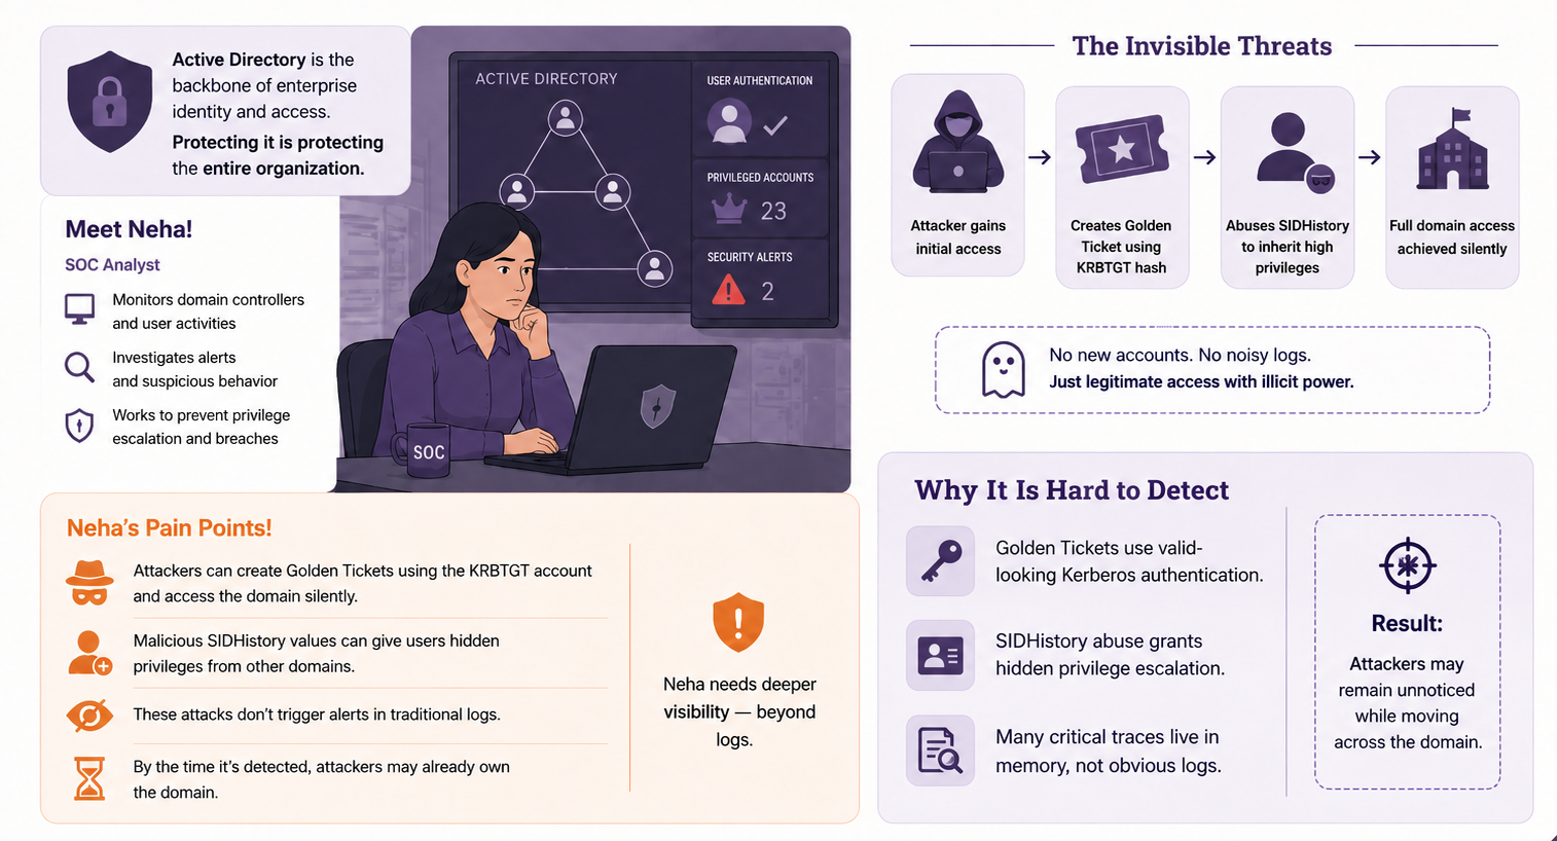 Active Directory is the
backbone of enterprise
identity and access.
Protecting it is protecting
the entire organization.
Meet Neha!
SOC Analyst
Monitors domain controllers
and user activities
Investigates alerts
and suspicious behavior
Works to prevent privilege
escalation and breaches
ACTIVE DIRECTORY
USER AUTHENTICATION
PRIVILEGED ACCOUNTS
23
SECURITY ALERTS
2
SOC
Neha's Pain Points!
Attackers can create Golden Tickets using the KRBTGT account
and access the domain silently.
Malicious SIDHistory values can give users hidden
privileges from other domains.
These attacks don't trigger alerts in traditional logs.
By the time it's detected, attackers may already own
the domain.
Neha needs deeper
visibility — beyond
logs.
The Invisible Threats
Attacker gains
initial access
Creates Golden
Ticket using
KRBTGT hash
Abuses SIDHistory
to inherit high
privileges
Full domain access
achieved silently
No new accounts. No noisy logs.
Just legitimate access with illicit power.
Why It Is Hard to Detect
Golden Tickets use valid-
looking Kerberos authentication.
SIDHistory abuse grants
hidden privilege escalation.
Many critical traces live in
memory, not obvious logs.
Result:
Attackers may
remain unnoticed
while moving
across the domain.